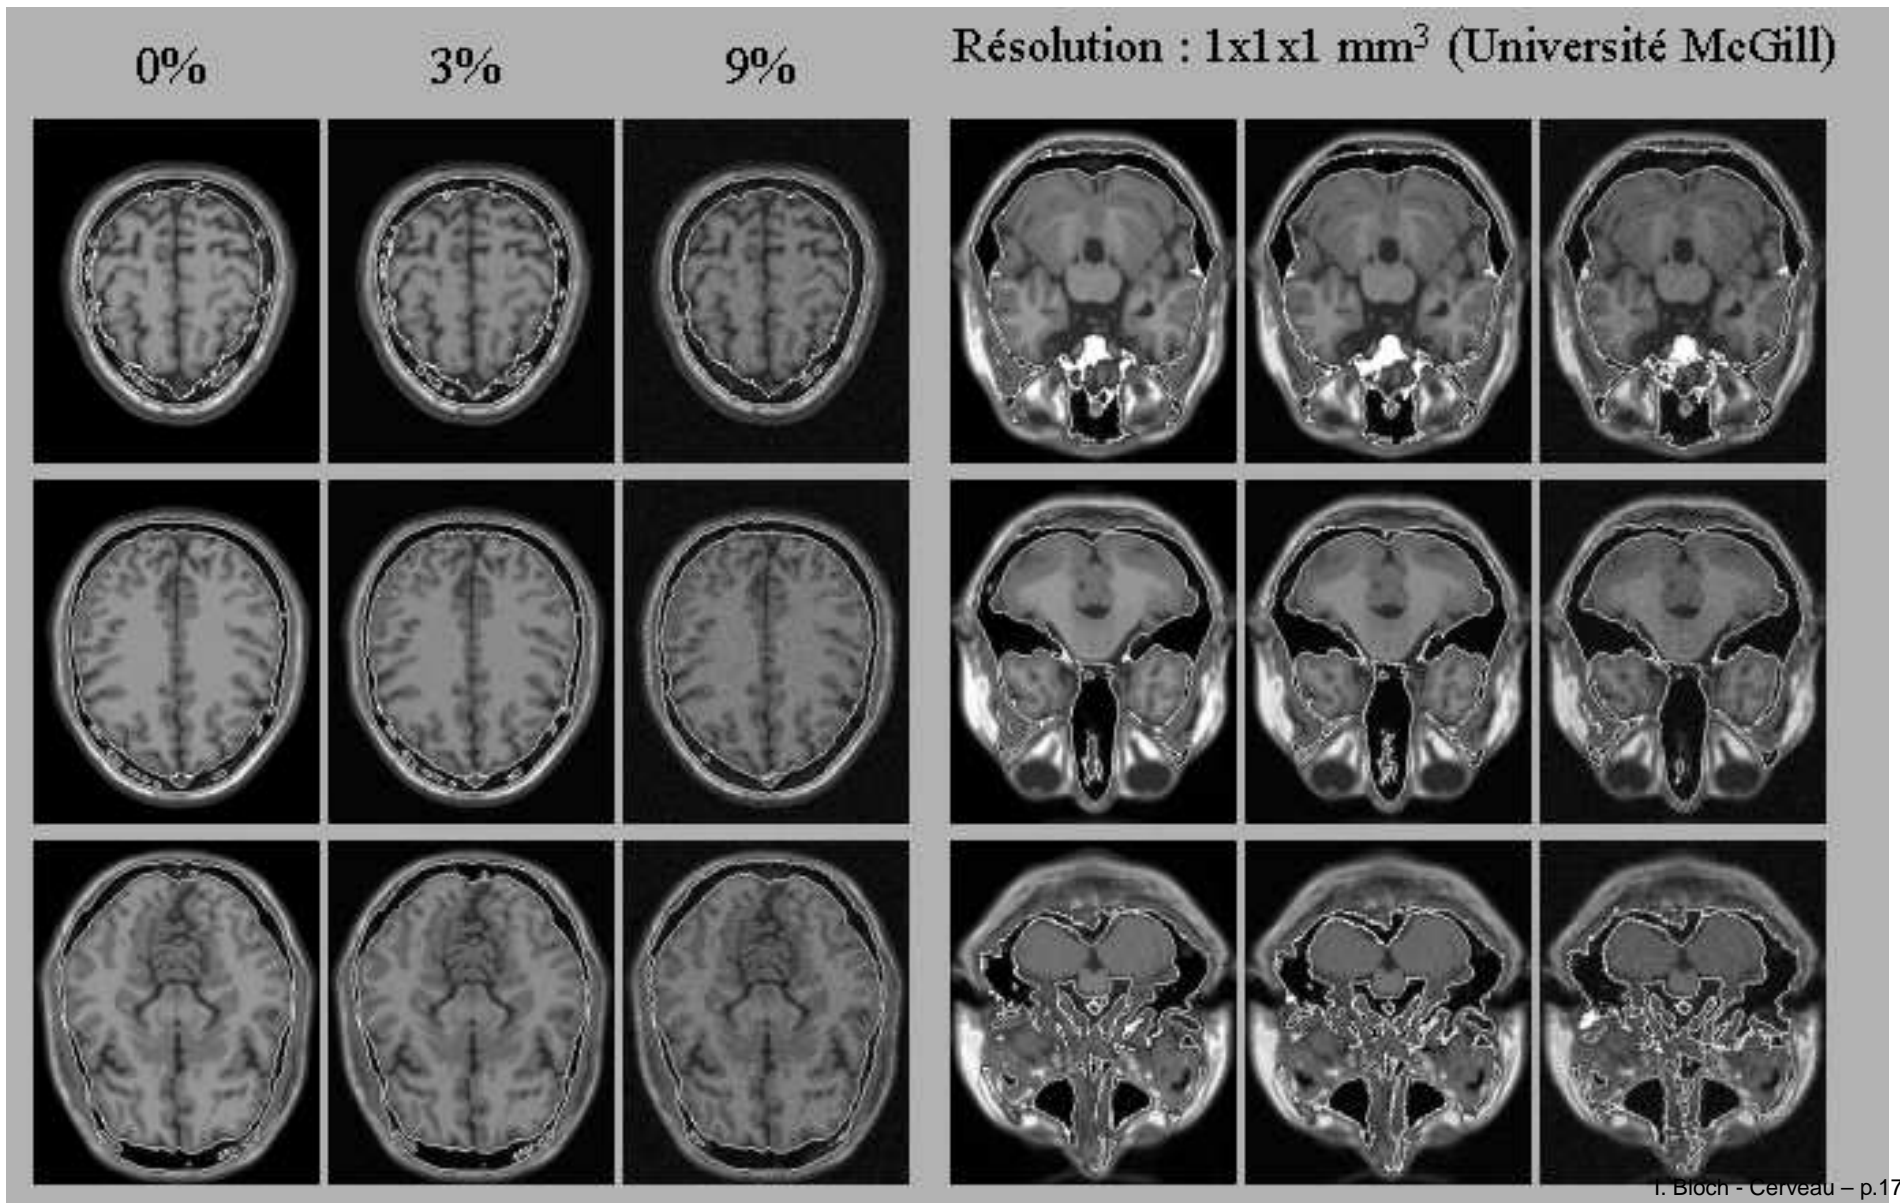 0% 3% 9% Résolution : 1x1x1 mm³ (Université McGill)
I. Bloch - Cerveau – p.17